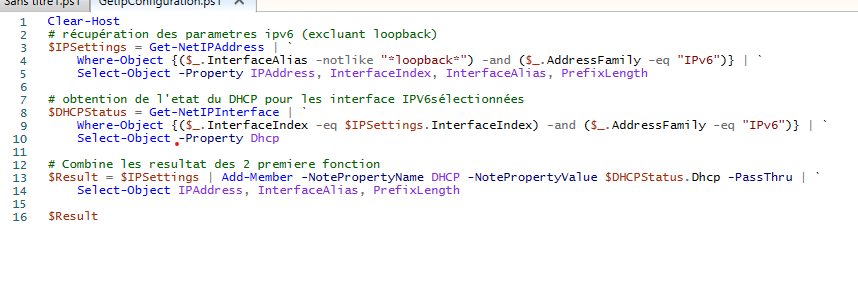 Sans titre1.ps1 GetIpConfiguration.ps1 X
1 Clear-Host
2 # récupération des parametres ipv6 (excluant loopback)
3 $IPSettings = Get-NetIPAddress | `
4 Where-Object {($_.InterfaceAlias -notlike "*loopback*") -and ($_.AddressFamily -eq "IPv6")} | `
5 Select-Object -Property IPAddress, InterfaceIndex, InterfaceAlias, PrefixLength
6
7 # obtention de l'etat du DHCP pour les interface IPV6sélectionnées
8 $DHCPStatus = Get-NetIPInterface | `
9 Where-Object {($_.InterfaceIndex -eq $IPSettings.InterfaceIndex) -and ($_.AddressFamily -eq "IPv6")} | `
10 Select-Object -Property Dhcp
11
12 # Combine les resultat des 2 premiere fonction
13 $Result = $IPSettings | Add-Member -NotePropertyName DHCP -NotePropertyValue $DHCPStatus.Dhcp -PassThru | `
14 Select-Object IPAddress, InterfaceAlias, PrefixLength
15
16 $Result